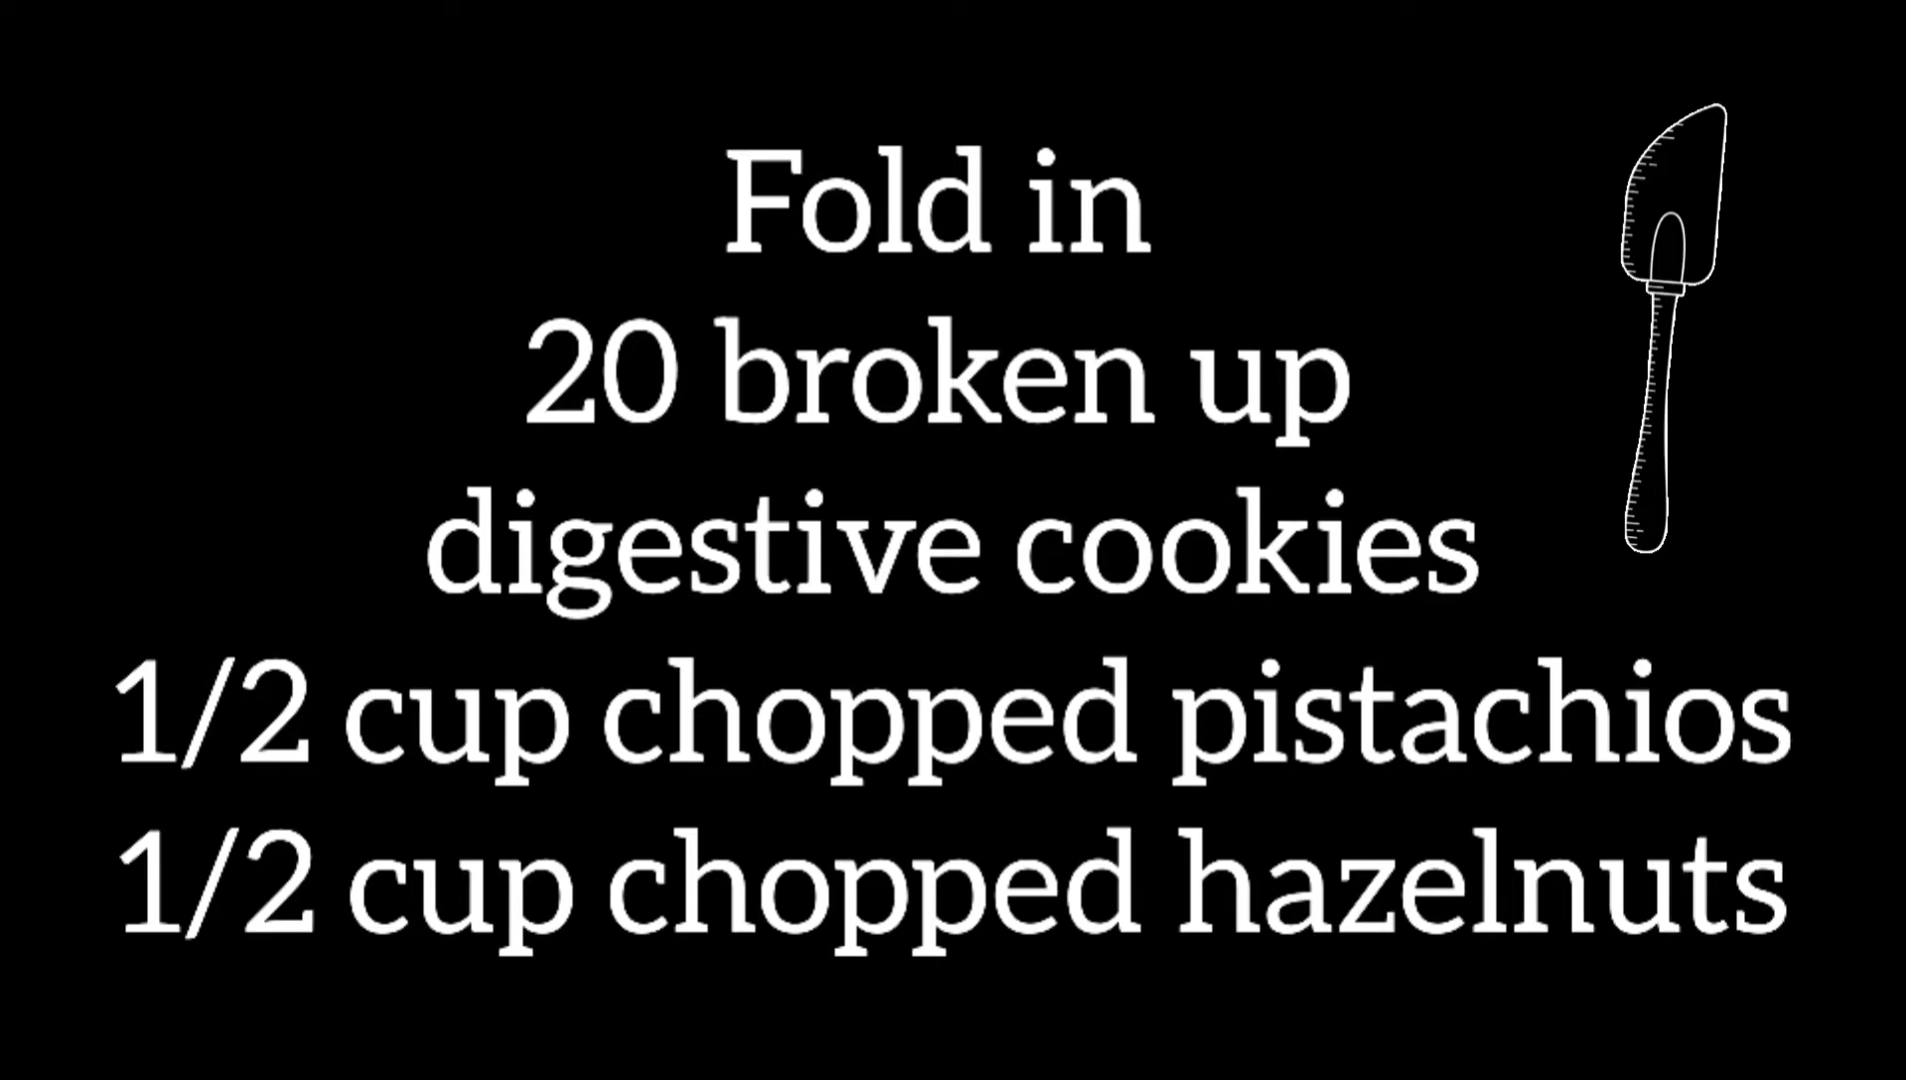 Fold in
20 broken up
digestive cookies
1/2 cup chopped pistachios
1/2 cup chopped hazelnuts